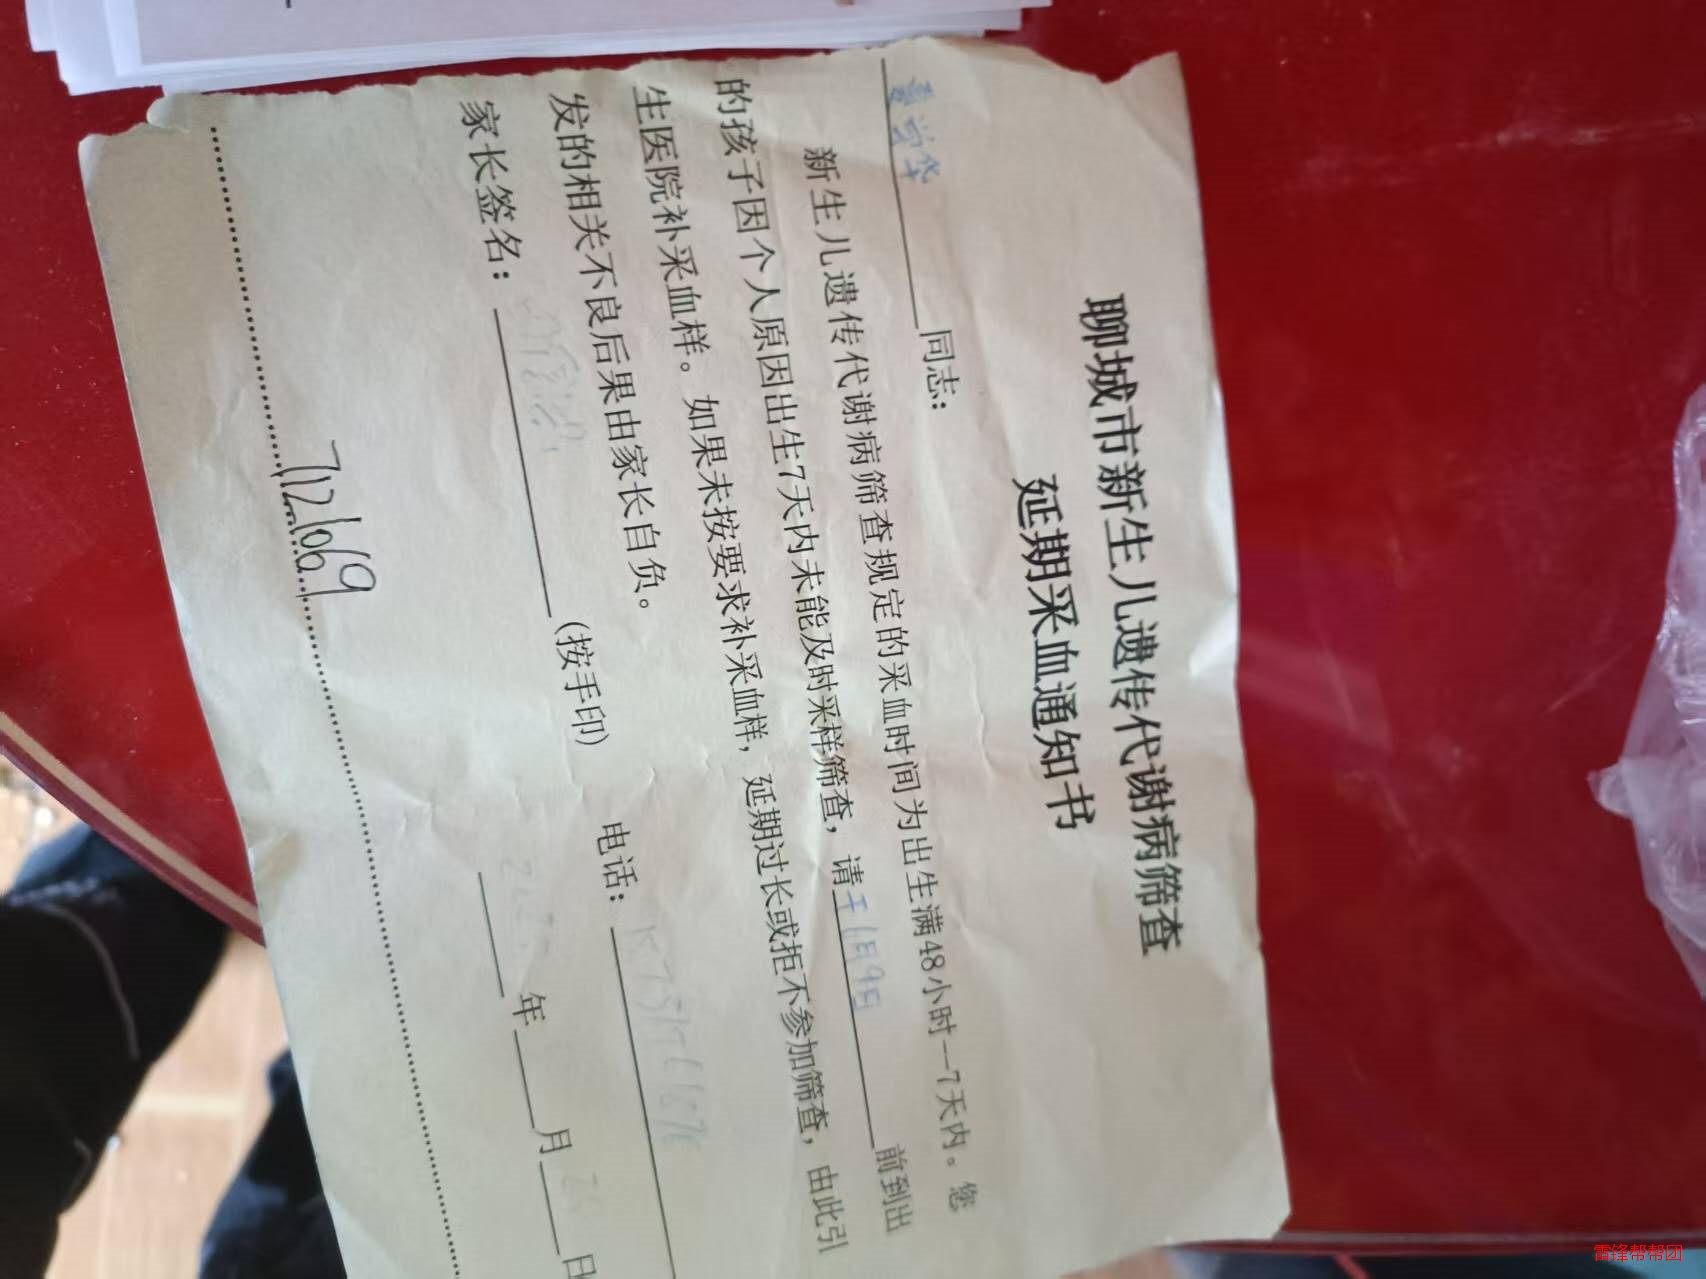 聊城市新生儿遗传代谢病筛查
延期采血通知书
同志:
新生儿遗传代谢病筛查规定的采血时间为出生满48小时—7天内。您
的孩子因个人原因出生7天内未能及时采样筛查，请于6月9日前到出
生医院补采血样。如果未按要求补采血样，延期过长或拒不参加筛查，由此引
发的相关不良后果由家长自负。
家长签名： （按手印） 电话：
年 月 日
7121069
雷锋帮帮团